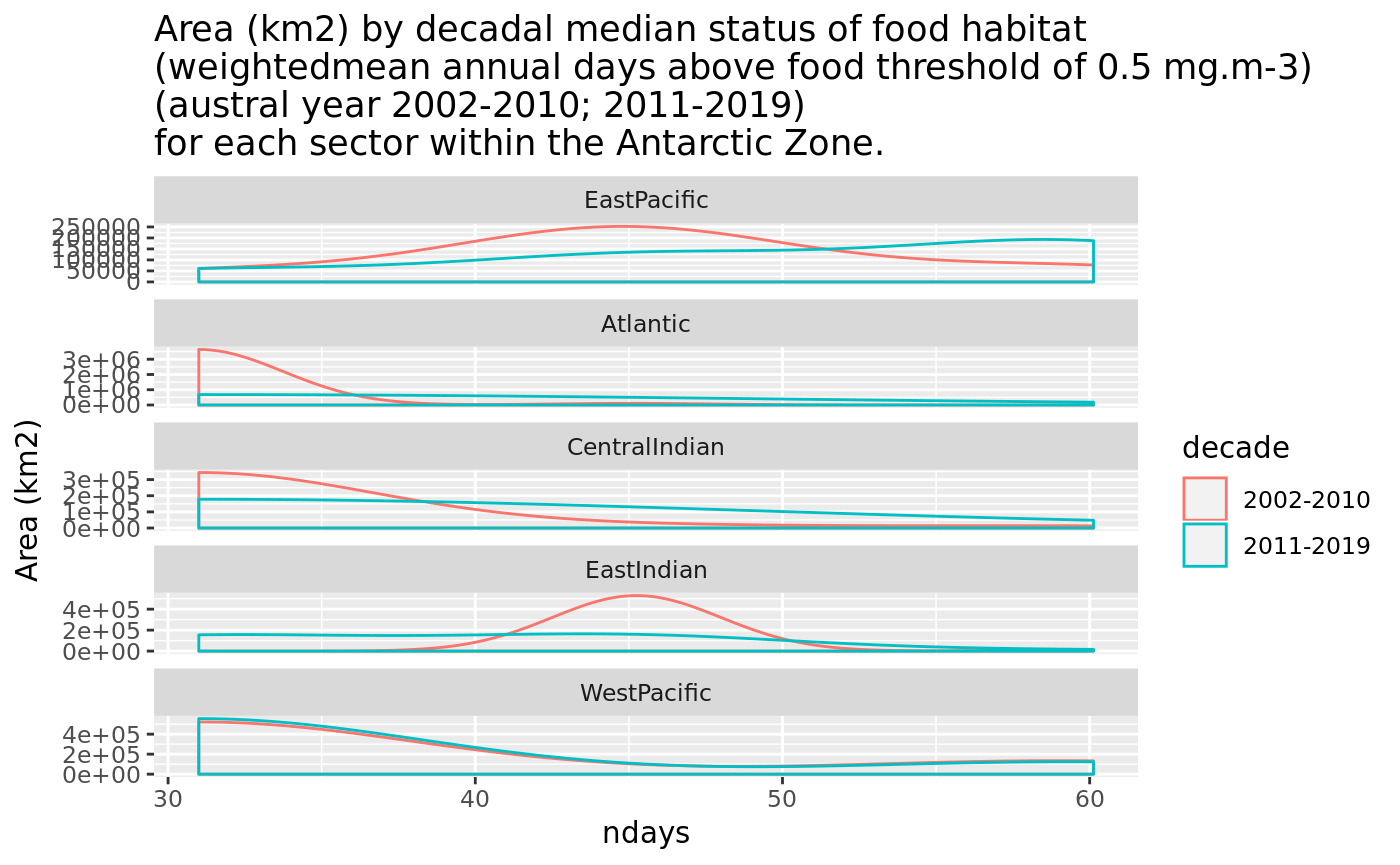 Area (km2) by decadal median status of food habitat
(weightedmean annual days above food threshold of 0.5 mg.m-3)
(austral year 2002-2010; 2011-2019)
for each sector within the Antarctic Zone.
EastPacific
250000
200000
150000
100000
50000
0
Atlantic
3e+06
2e+06
1e+06
0e+00
CentralIndian
3e+05
2e+05
1e+05
0e+00
EastIndian
4e+05
2e+05
0e+00
WestPacific
4e+05
2e+05
0e+00
30 40 50 60
ndays
Area (km2)
decade
2002-2010
2011-2019